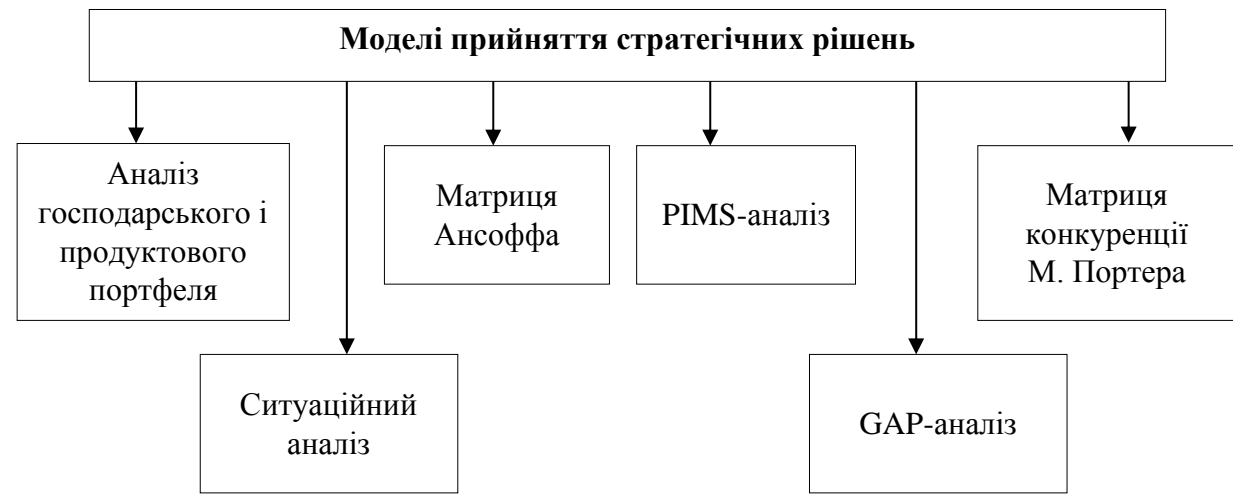 Моделі прийняття стратегічних рішень
Аналіз
господарського і
продуктового
портфеля
Матриця
Ансоффа
PIMS-аналіз
Матриця
конкуренції
М. Портера
Ситуаційний
аналіз
GAP-аналіз